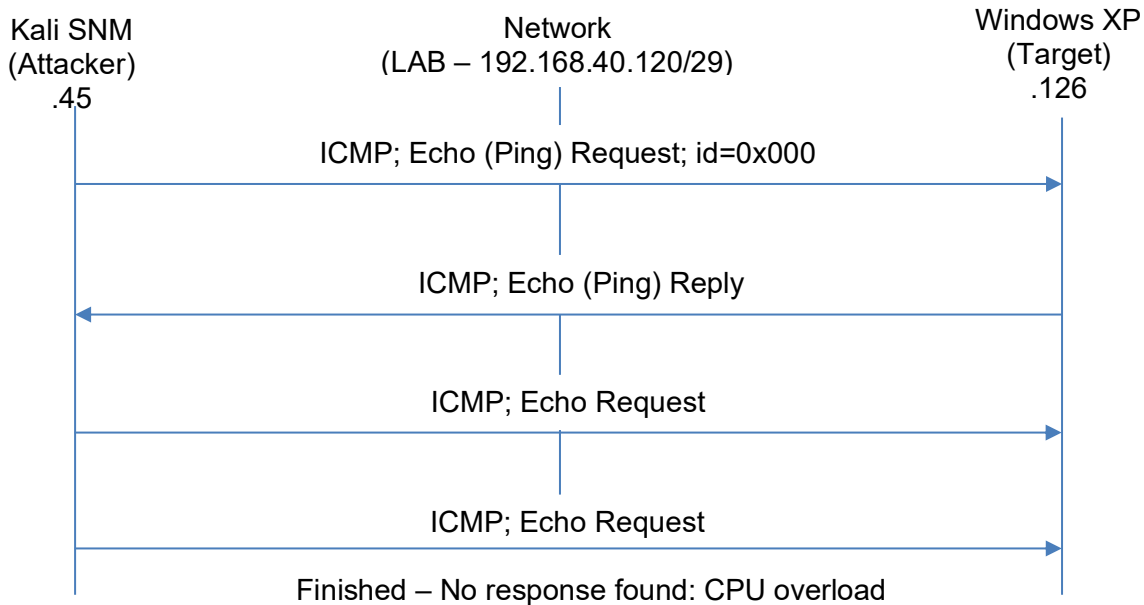 Kali SNM
(Attacker)
.45
Network
(LAB – 192.168.40.120/29)
Windows XP
(Target)
.126
ICMP; Echo (Ping) Request; id=0x000
ICMP; Echo (Ping) Reply
ICMP; Echo Request
ICMP; Echo Request
Finished – No response found: CPU overload